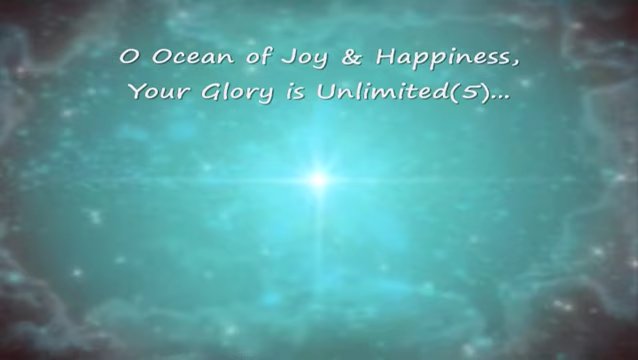 O Ocean of Joy & Happiness,
Your Glory is Unlimited(5)...